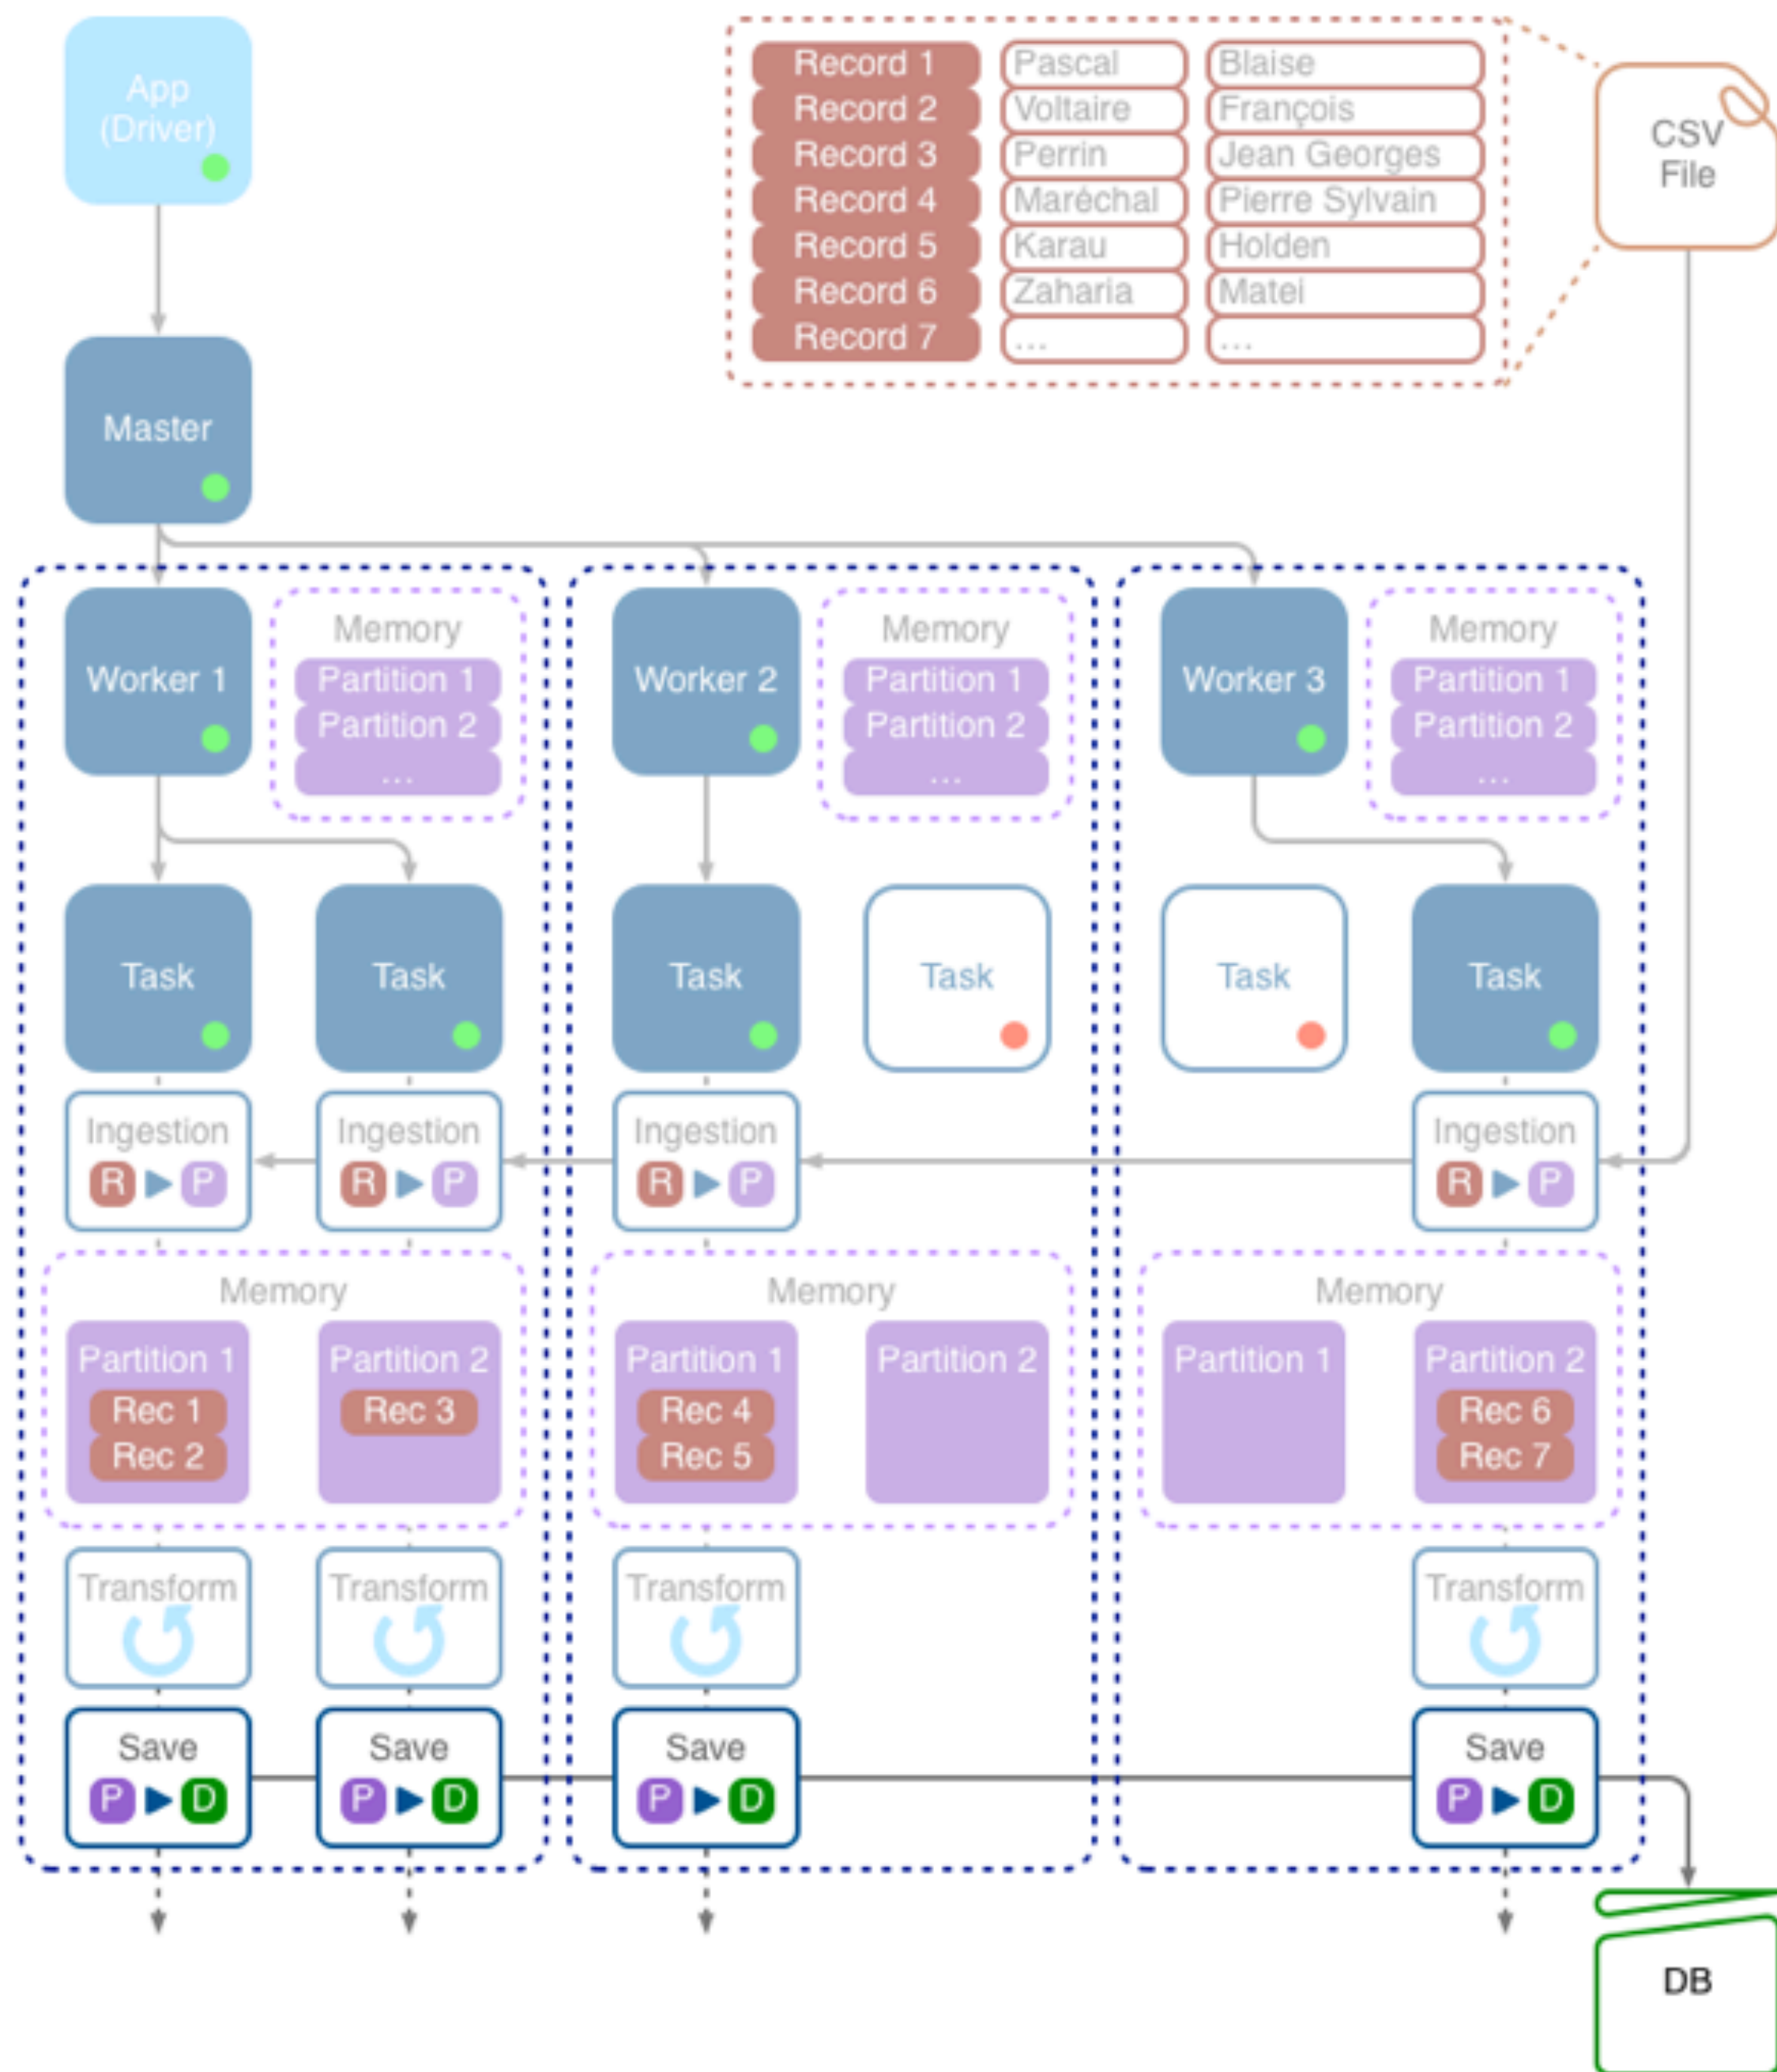 App
(Driver)
Record 1 Pascal Blaise
Record 2 Voltaire François
Record 3 Perrin Jean Georges
Record 4 Maréchal Pierre Sylvain
Record 5 Karau Holden
Record 6 Zaharia Matei
Record 7 ... ...
CSV
File
Master
Worker 1
Memory
Partition 1
Partition 2
...
Worker 2
Memory
Partition 1
Partition 2
...
Worker 3
Memory
Partition 1
Partition 2
...
Task Task Task Task Task Task
Ingestion Ingestion Ingestion Ingestion
R P R P R P R P
Memory Memory Memory
Partition 1 Partition 2 Partition 1 Partition 2 Partition 1 Partition 2
Rec 1 Rec 3 Rec 4 Rec 6
Rec 2 Rec 5 Rec 7
Transform Transform Transform Transform
Save Save Save Save
P D P D P D P D
DB